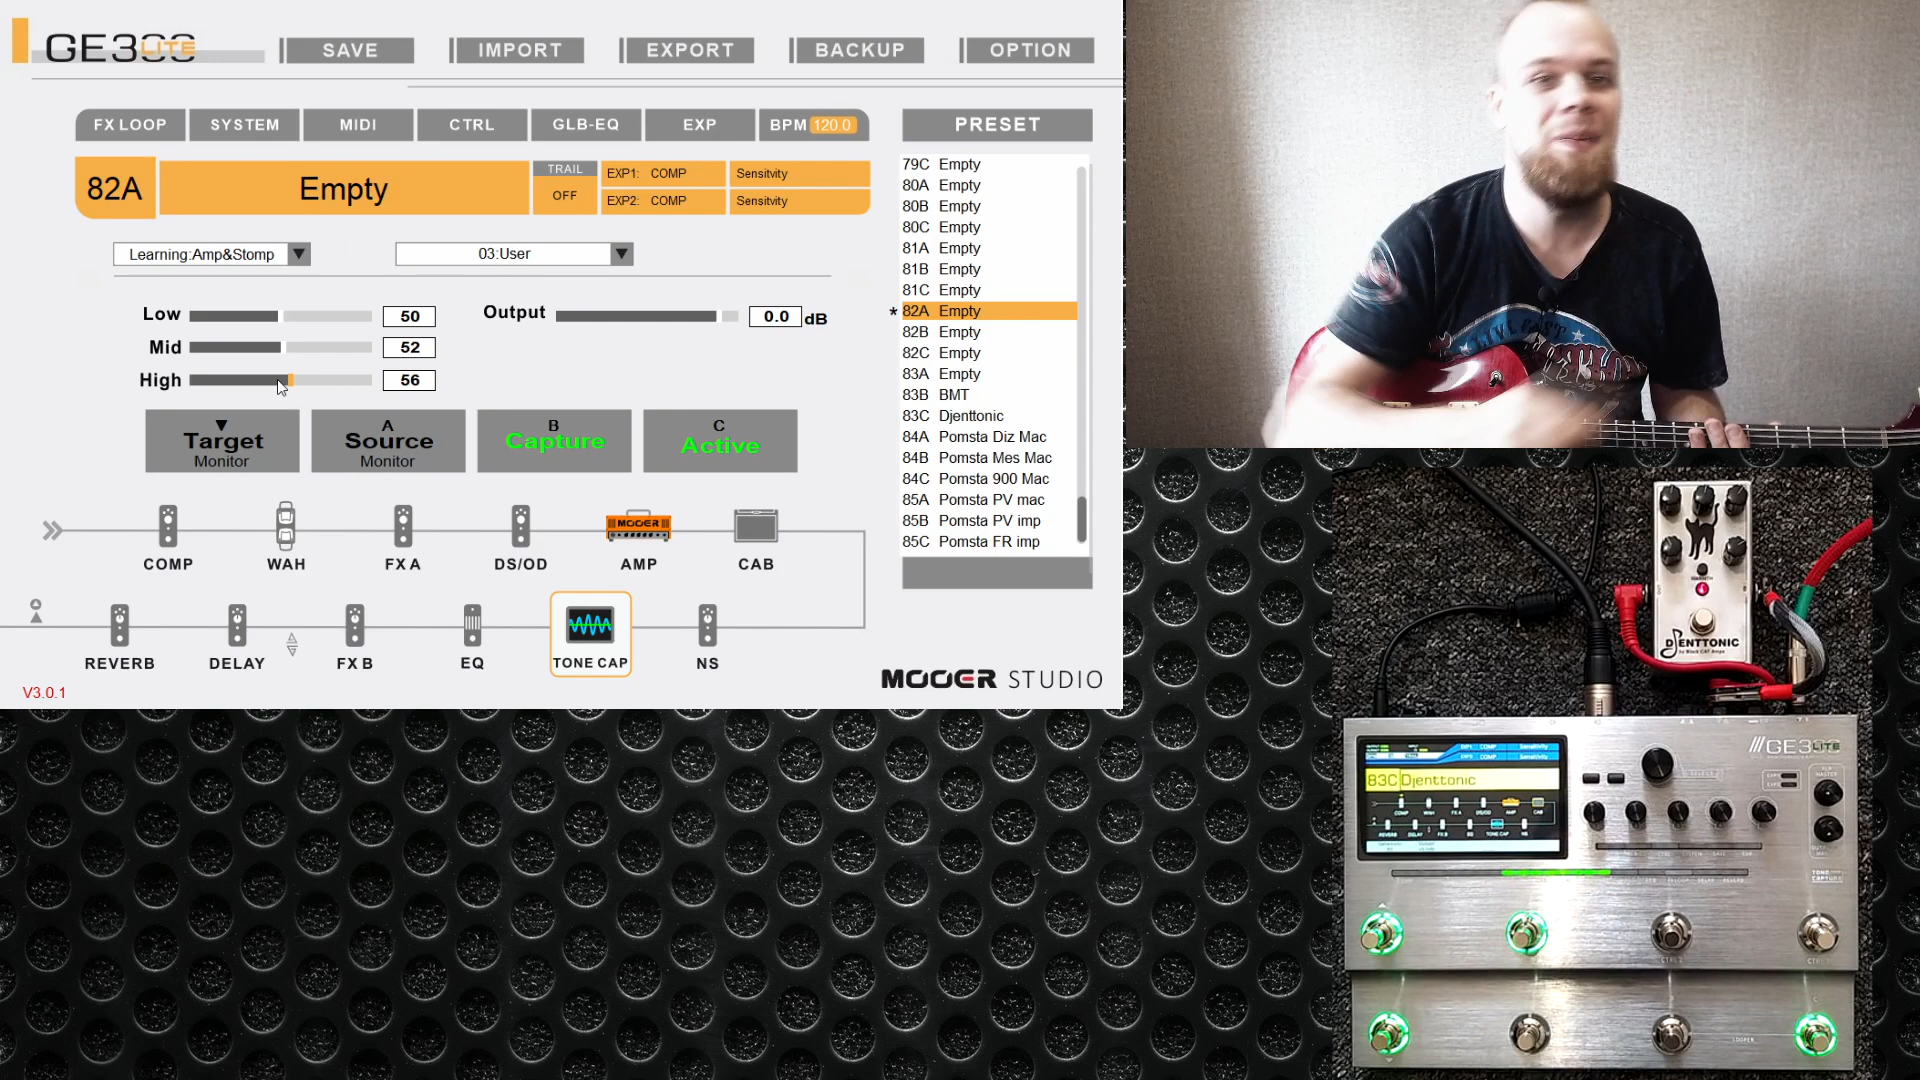 GE300 LITE
SAVE
IMPORT
EXPORT
BACKUP
OPTION
FX LOOP
SYSTEM
MIDI
CTRL
GLB-EQ
EXP
BPM 120.0
PRESET
82A
Empty
TRAIL
OFF
EXP1: COMP
Sensitvity
EXP2: COMP
Sensitvity
Learning:Amp&Stomp
03:User
Low 50
Mid 52
High 56
Output 0.0 dB
▼
Target
Monitor
A
Source
Monitor
B
Capture
C
Active
COMP
WAH
FX A
DS/OD
MOOER
AMP
CAB
REVERB
DELAY
FX B
EQ
TONE CAP
NS
V3.0.1
MOOER STUDIO
79C Empty
80A Empty
80B Empty
80C Empty
81A Empty
81B Empty
81C Empty
* 82A Empty
82B Empty
82C Empty
83A Empty
83B BMT
83C Djenttonic
84A Pomsta Diz Mac
84B Pomsta Mes Mac
84C Pomsta 900 Mac
85A Pomsta PV mac
85B Pomsta PV imp
85C Pomsta FR imp
DJENTTONIC
by Black CAT Amps
GE300 LITE
83C Djenttonic